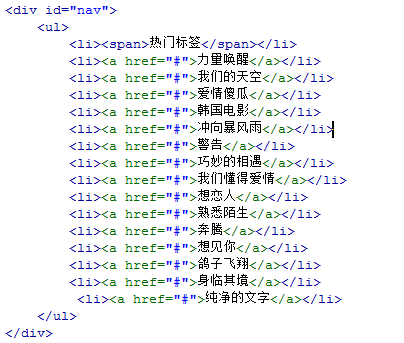 <div id="nav">
    <ul>
        <li><span>热门标签</span></li>
        <li><a href="#">力量唤醒</a></li>
        <li><a href="#">我们的天空</a></li>
        <li><a href="#">爱情傻瓜</a></li>
        <li><a href="#">韩国电影</a></li>
        <li><a href="#">冲向暴风雨</a></li>
        <li><a href="#">警告</a></li>
        <li><a href="#">巧妙的相遇</a></li>
        <li><a href="#">我们懂得爱情</a></li>
        <li><a href="#">想恋人</a></li>
        <li><a href="#">熟悉陌生</a></li>
        <li><a href="#">奔腾</a></li>
        <li><a href="#">想见你</a></li>
        <li><a href="#">鸽子飞翔</a></li>
        <li><a href="#">身临其境</a></li>
         <li><a href="#">纯净的文字</a></li>
    </ul>
</div>